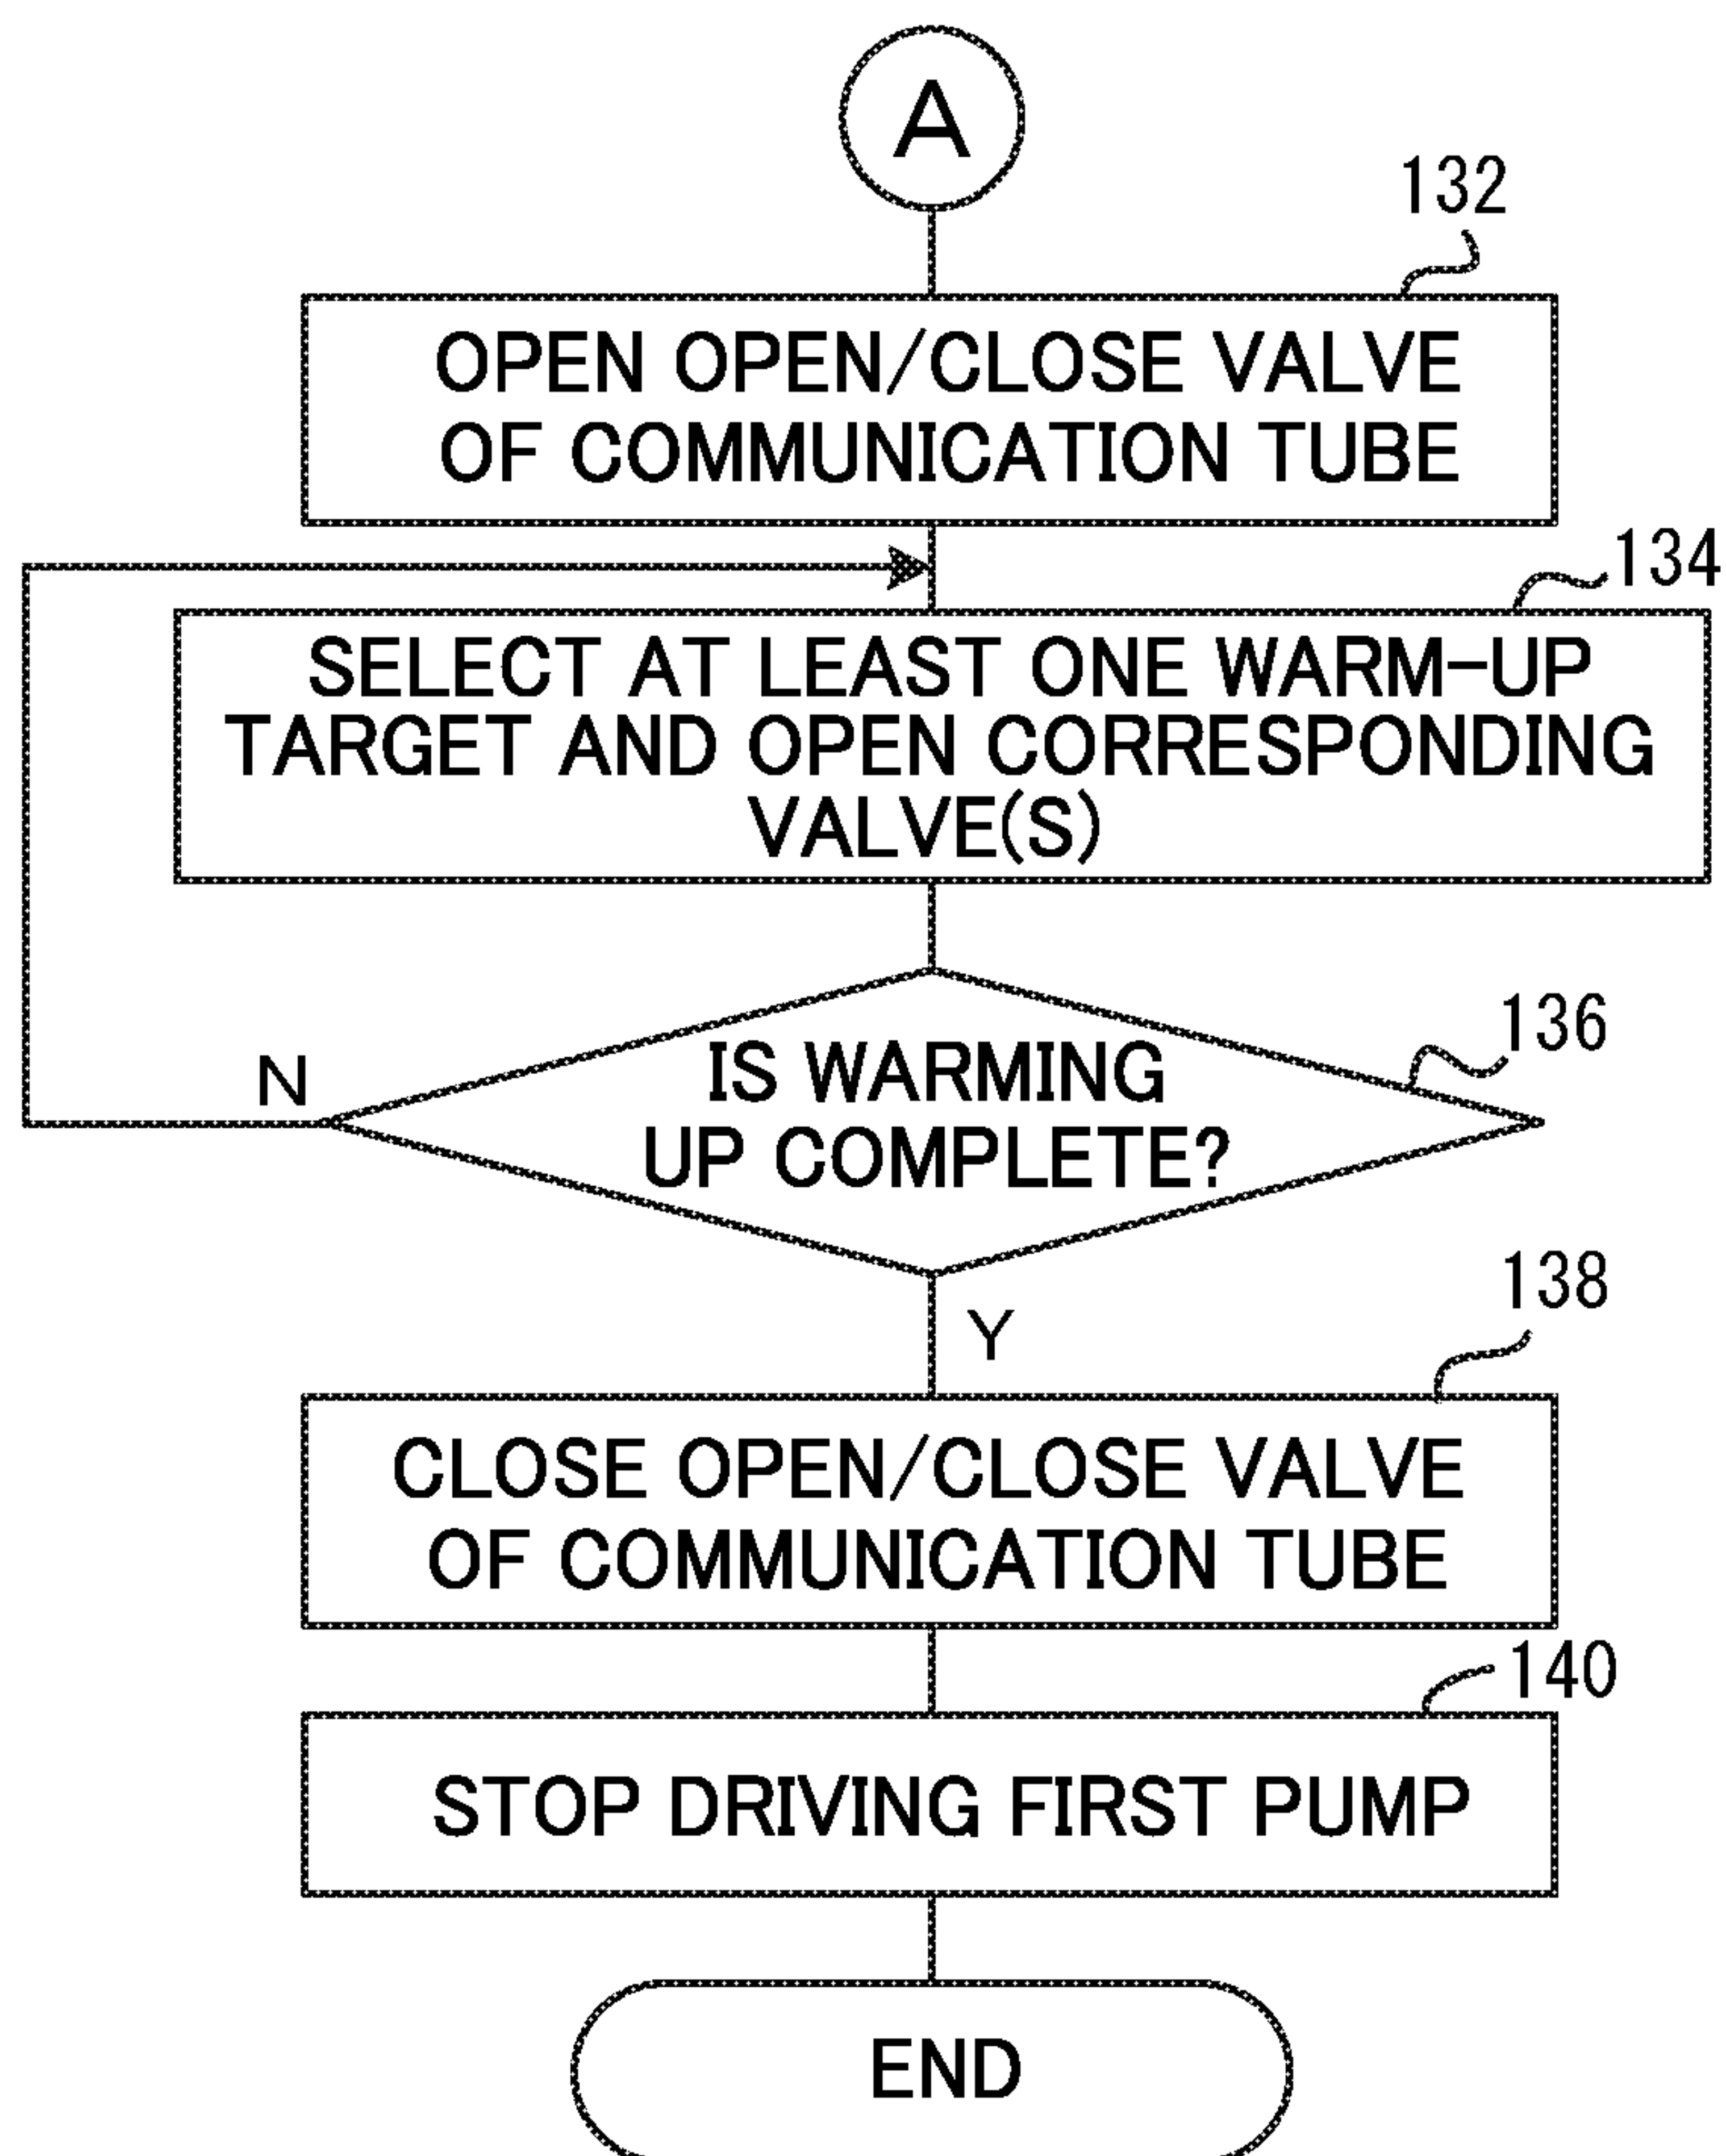 A
132
OPEN OPEN/CLOSE VALVE
OF COMMUNICATION TUBE
134
SELECT AT LEAST ONE WARM-UP
TARGET AND OPEN CORRESPONDING
VALVE(S)
136
IS WARMING
UP COMPLETE?
N
Y
138
CLOSE OPEN/CLOSE VALVE
OF COMMUNICATION TUBE
140
STOP DRIVING FIRST PUMP
END